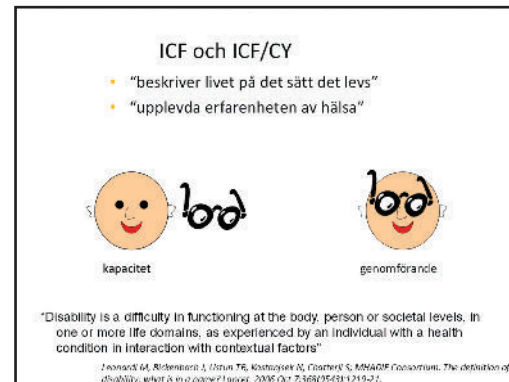 ICF och ICF/CY
• "beskriver livet på det sätt det levs"
• "upplevda erfarenheten av hälsa"
kapacitet
genomförande
"Disability is a difficulty in functioning at the body, person or societal levels, in
one or more life domains, as experienced by an individual with a health
condition in interaction with contextual factors"
Leonardi M, Bickenbach J, Ustun TB, Kostanjsek N, Chatterji S, MHADIE Consortium. The definition of
disability: what is in a name? Lancet. 2006 Oct 7;368(9543):1219-21.